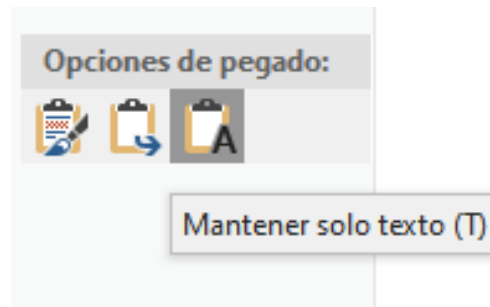 Opciones de pegado:
A
Mantener solo texto (T)